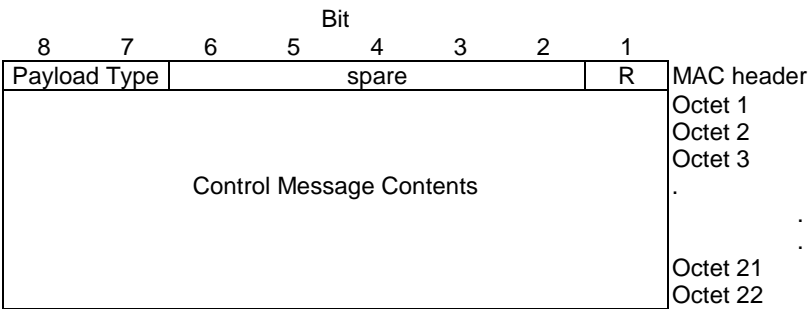 Bit
8 7 6 5 4 3 2 1
Payload Type spare R MAC header
Octet 1
Octet 2
Octet 3
Control Message Contents .
.
.
Octet 21
Octet 22